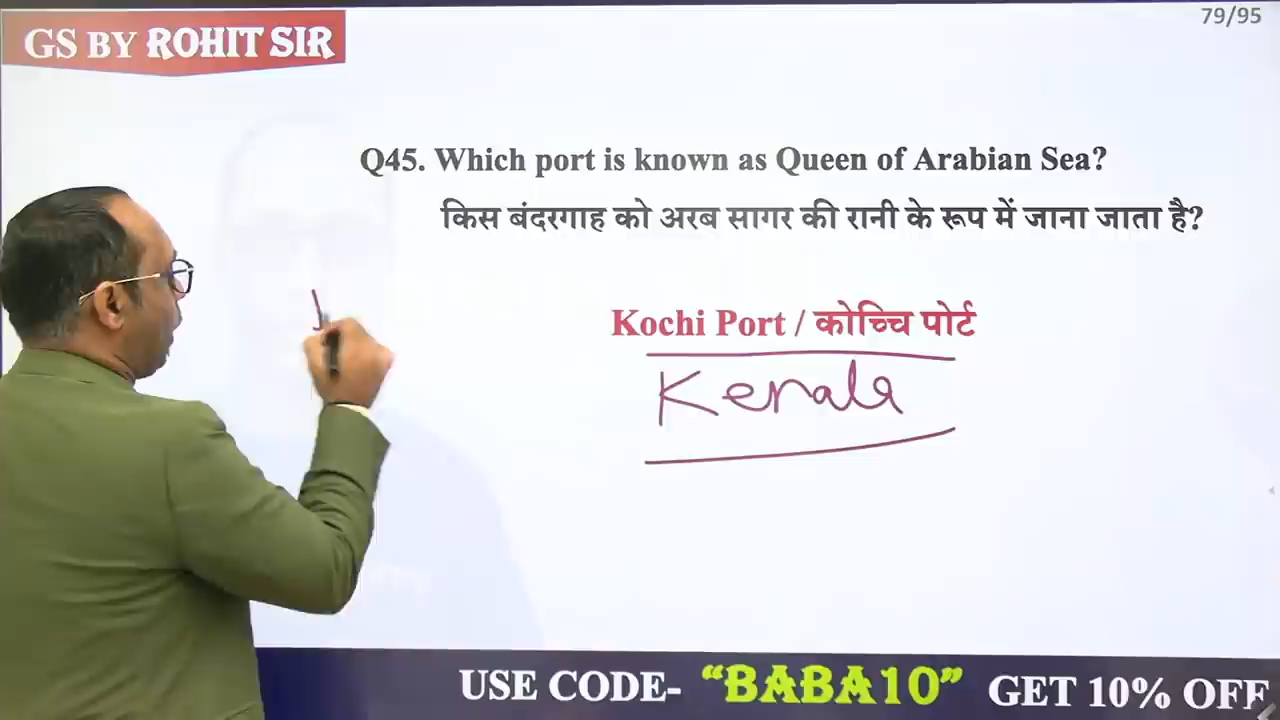 79/95
GS BY ROHIT SIR
Q45. Which port is known as Queen of Arabian Sea?
किस बंदरगाह को अरब सागर की रानी के रूप में जाना जाता है?
Kochi Port / कोच्चि पोर्ट
Kerala
USE CODE- “BABA10” GET 10% OFF